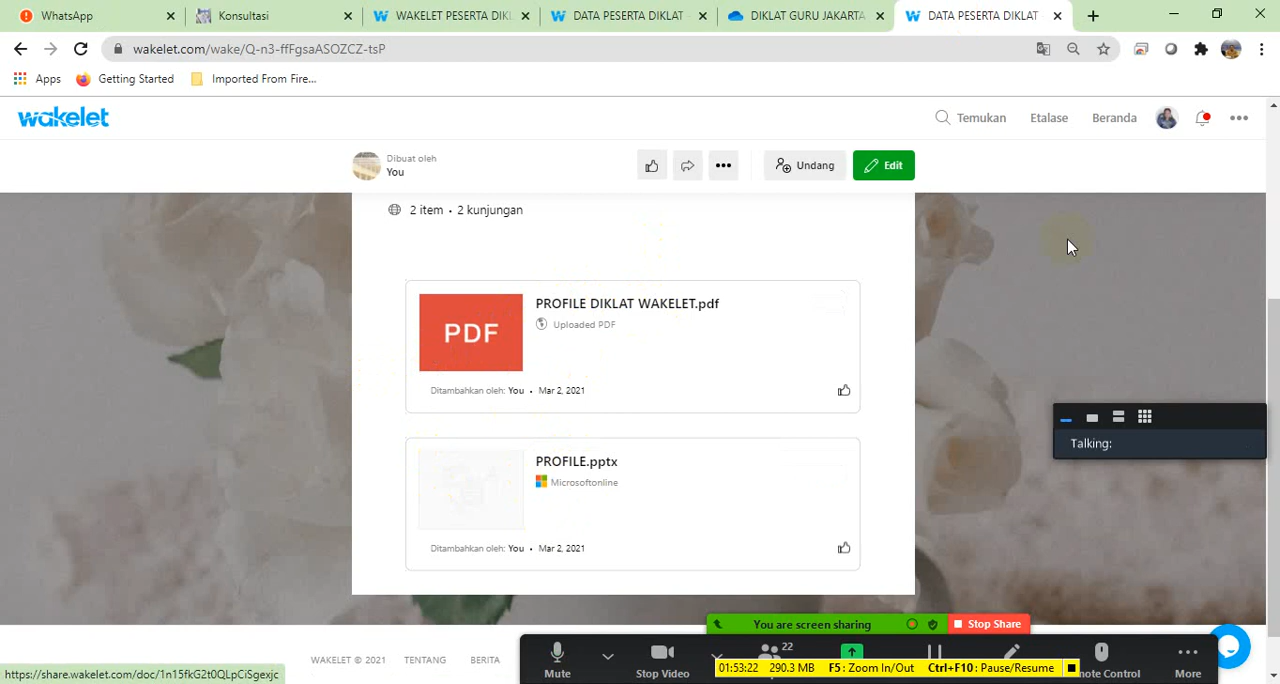 WhatsApp
Konsultasi
WAKELET PESERTA DIK
DATA PESERTA DIKLAT
DIKLAT GURU JAKARTA
DATA PESERTA DIKLAT
wakelet.com/wake/Q-n3-ffFgsaASOZCZ-tsP
Apps
Getting Started
Imported From Fire...
wakelet
Temukan
Etalase
Beranda
Dibuat oleh
You
Undang
Edit
2 item • 2 kunjungan
PDF
PROFILE DIKLAT WAKELET.pdf
Uploaded PDF
Ditambahkan oleh: You • Mar 2, 2021
PROFILE.pptx
Microsoftonline
Ditambahkan oleh: You • Mar 2, 2021
Talking:
You are screen sharing
Stop Share
WAKELET © 2021
TENTANG
BERITA
22
Mute
Stop Video
01:53:22
290.3 MB
F5: Zoom In/Out
Ctrl+F10: Pause/Resume
mote Control
More
https://share.wakelet.com/doc/1n15fkG2t0QLpCiSgexjc